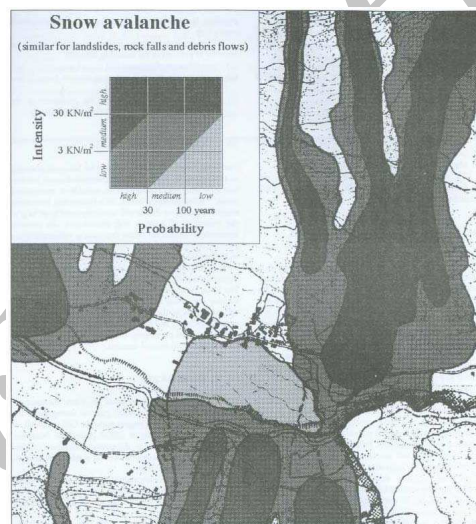 Snow avalanche
(similar for landslides, rock falls and debris flows)
Intensity
high
30 KN/m²
medium
3 KN/m²
low
high
medium
low
30
100 years
Probability